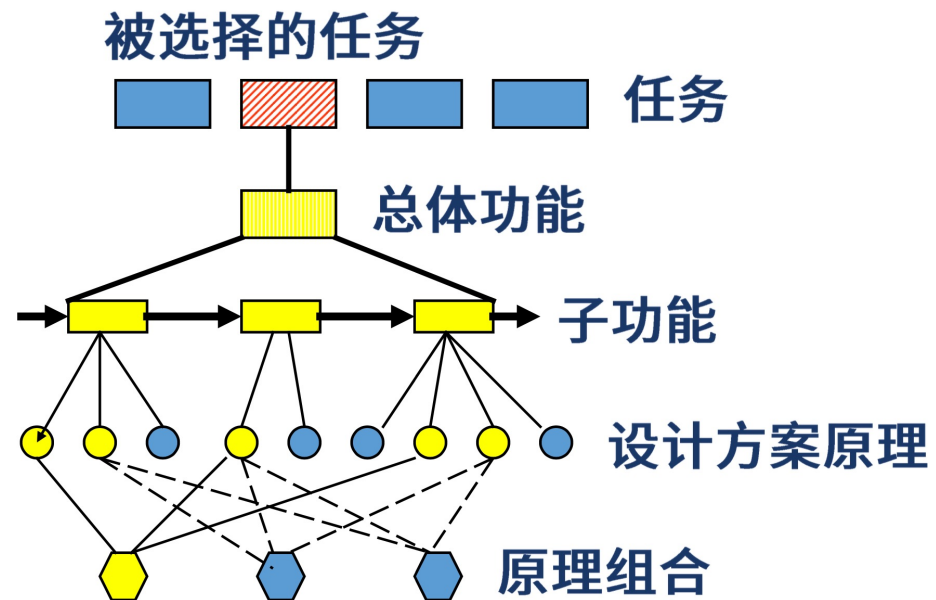 被选择的任务
任务
总体功能
子功能
设计方案原理
原理组合